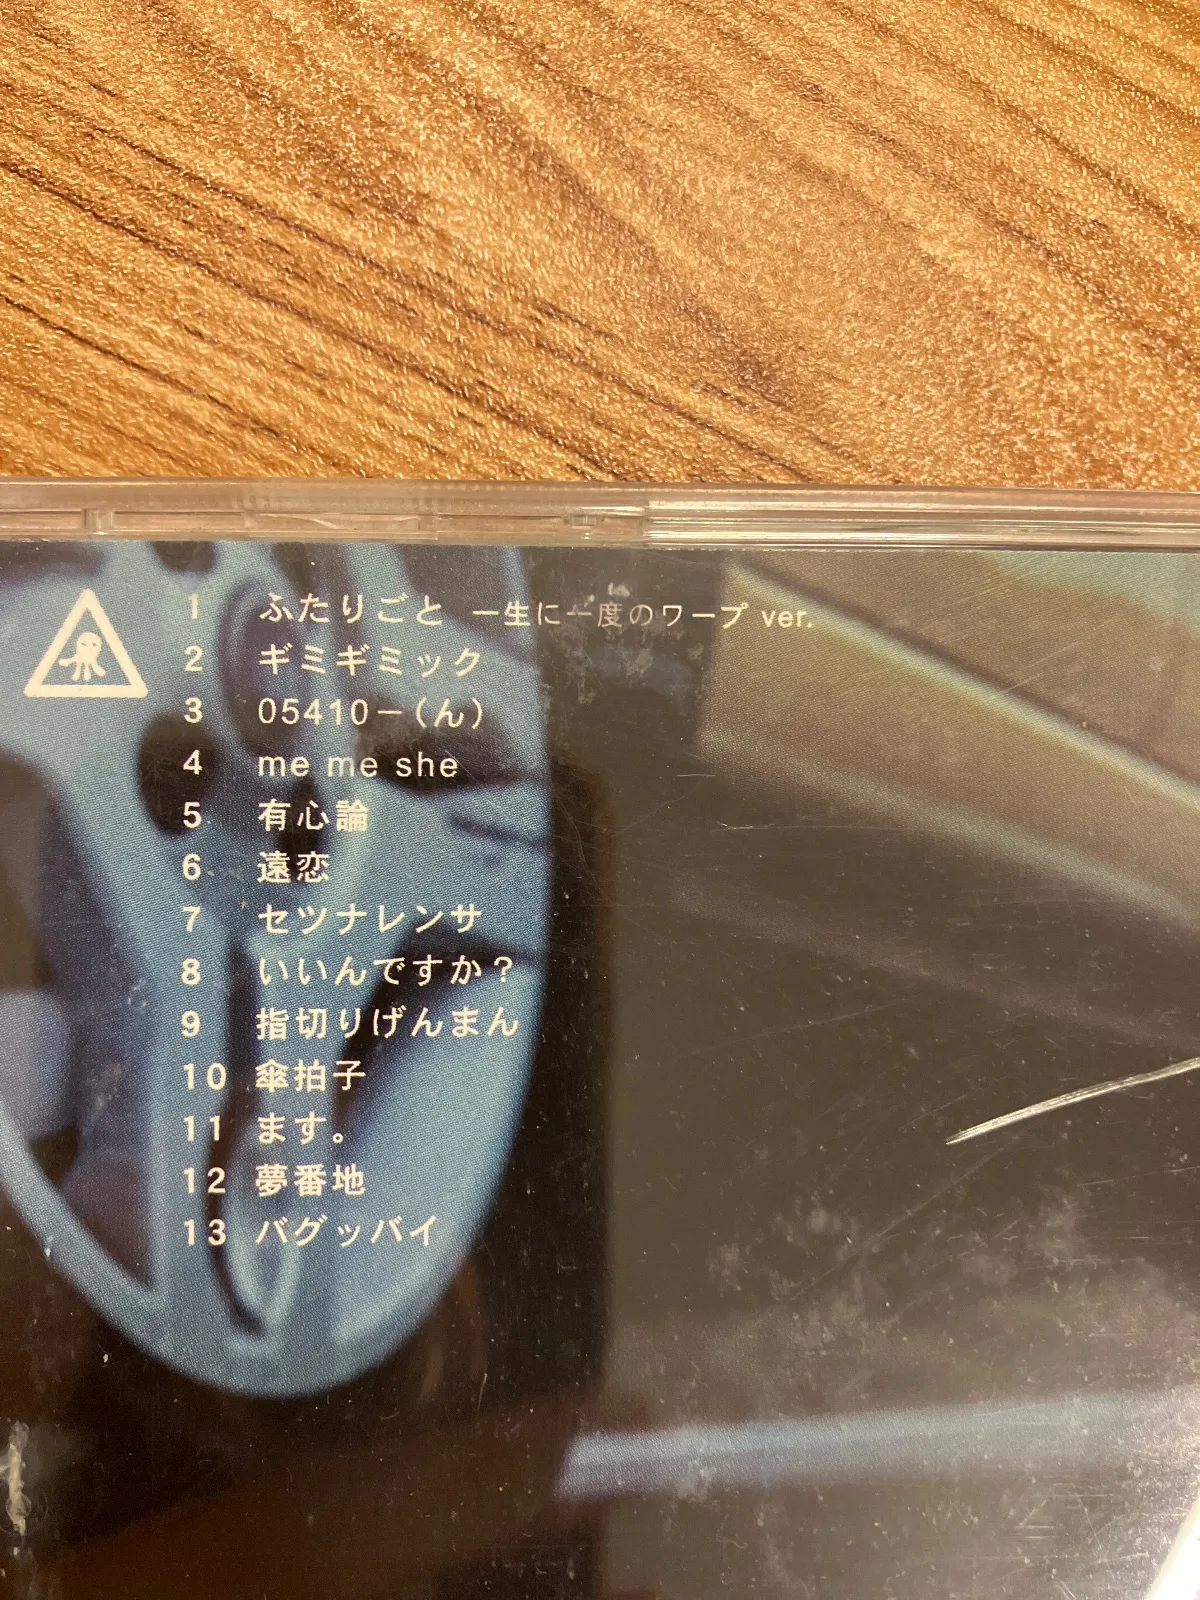 1 ふたりごと 一生に一度のワープ ver.
2 ギミギミック
3 05410-(ん)
4 me me she
5 有心論
6 遠恋
7 セツナレンサ
8 いいんですか?
9 指切りげんまん
10 傘拍子
11 ます。
12 夢番地
13 バグッバイ